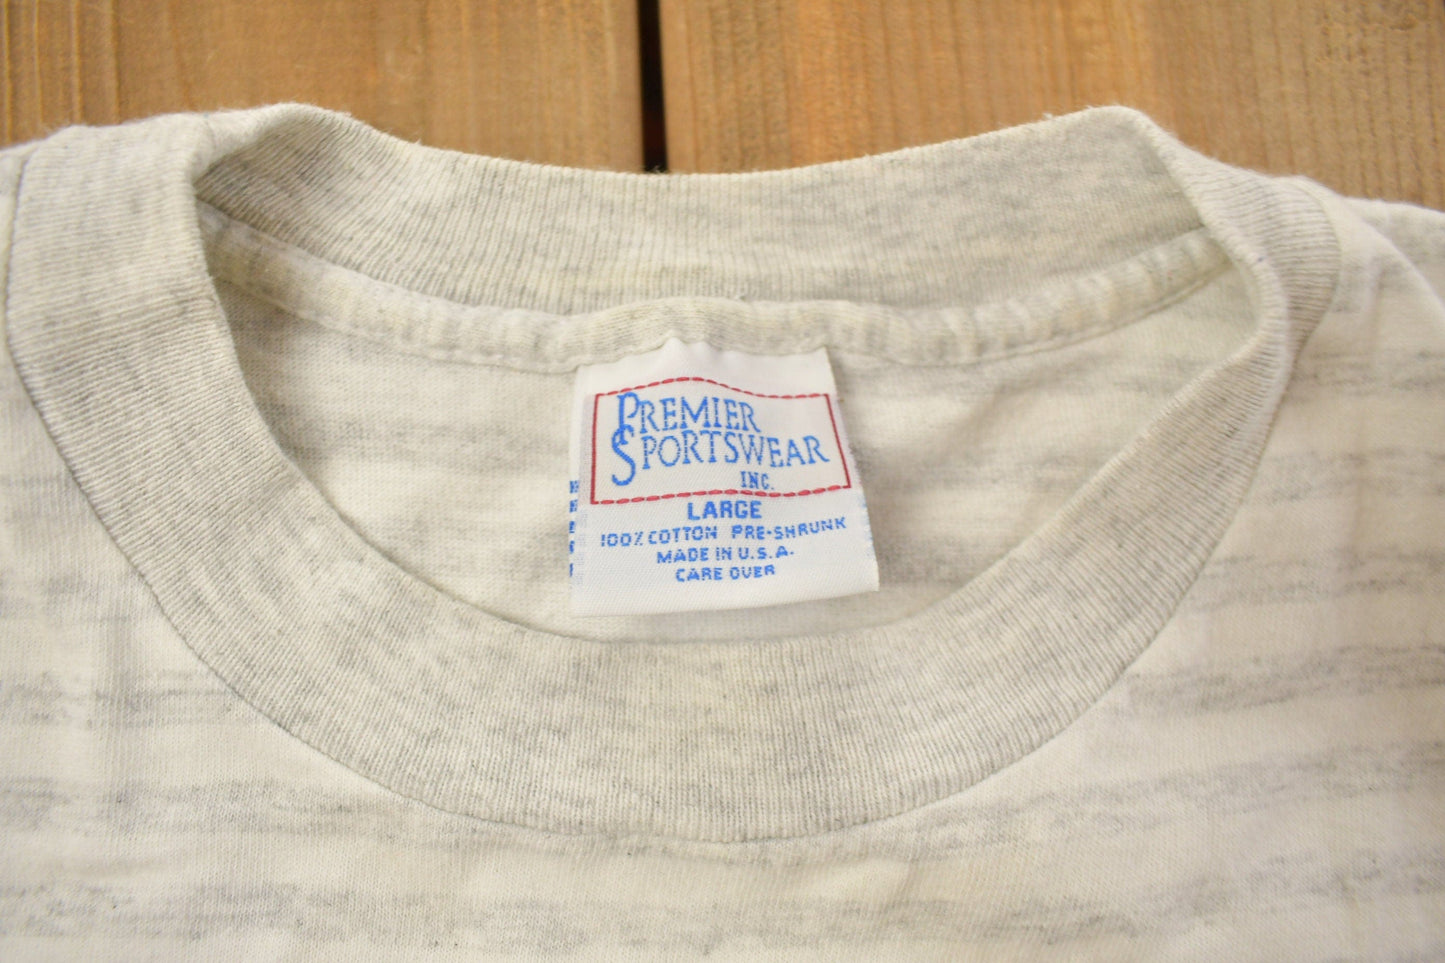 PREMIER
SPORTSWEAR
INC.
LARGE
100% COTTON PRE-SHRUNK
MADE IN U.S.A.
CARE OVER